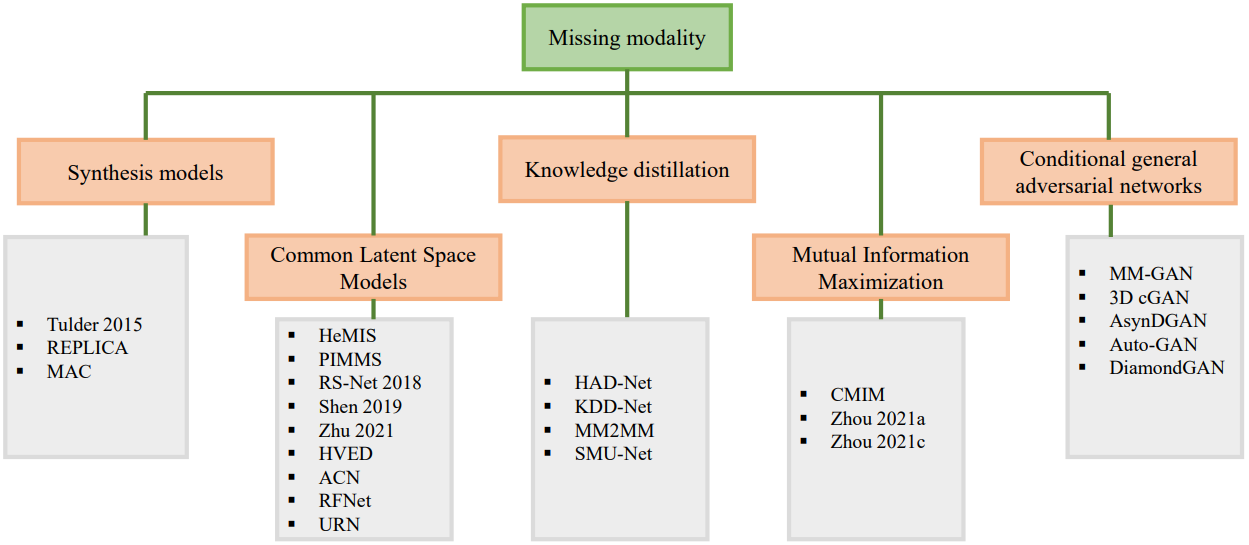 Missing modality
Synthesis models
Tulder 2015
REPLICA
MAC
Common Latent Space
Models
HeMIS
PIMMS
RS-Net 2018
Shen 2019
Zhu 2021
HVED
ACN
RFNet
URN
Knowledge distillation
HAD-Net
KDD-Net
MM2MM
SMU-Net
Mutual Information
Maximization
CMIM
Zhou 2021a
Zhou 2021c
Conditional general
adversarial networks
MM-GAN
3D cGAN
AsynDGAN
Auto-GAN
DiamondGAN